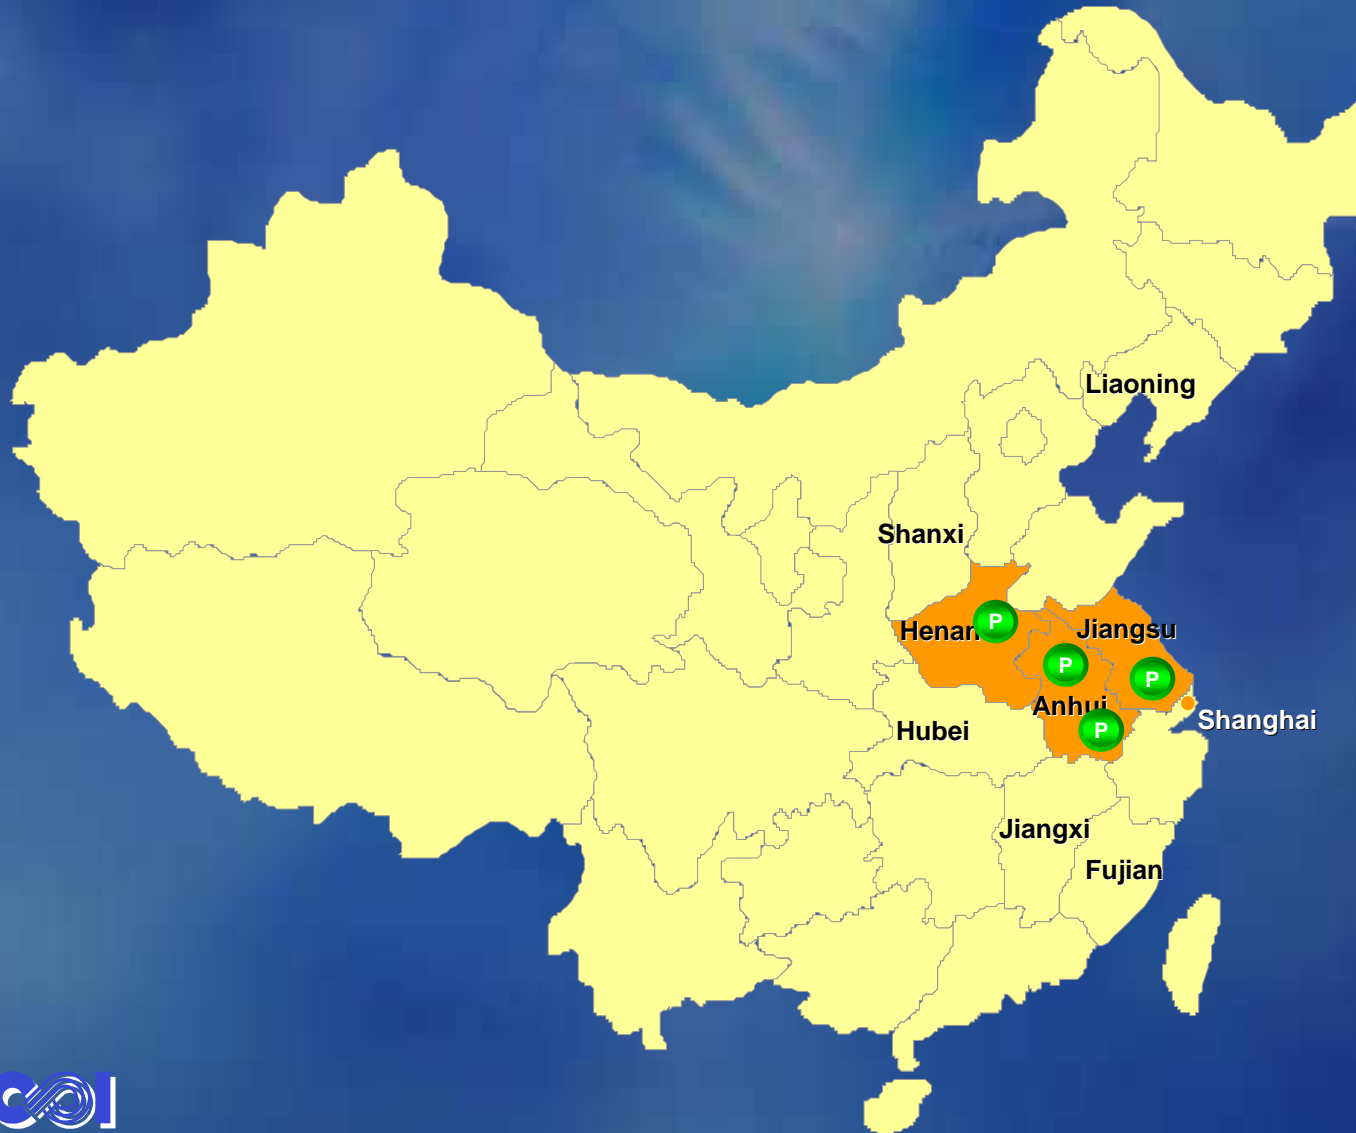 Liaoning
Shanxi
Henan
P
Jiangsu
P
P
Anhui
P
Shanghai
Hubei
Jiangxi
Fujian